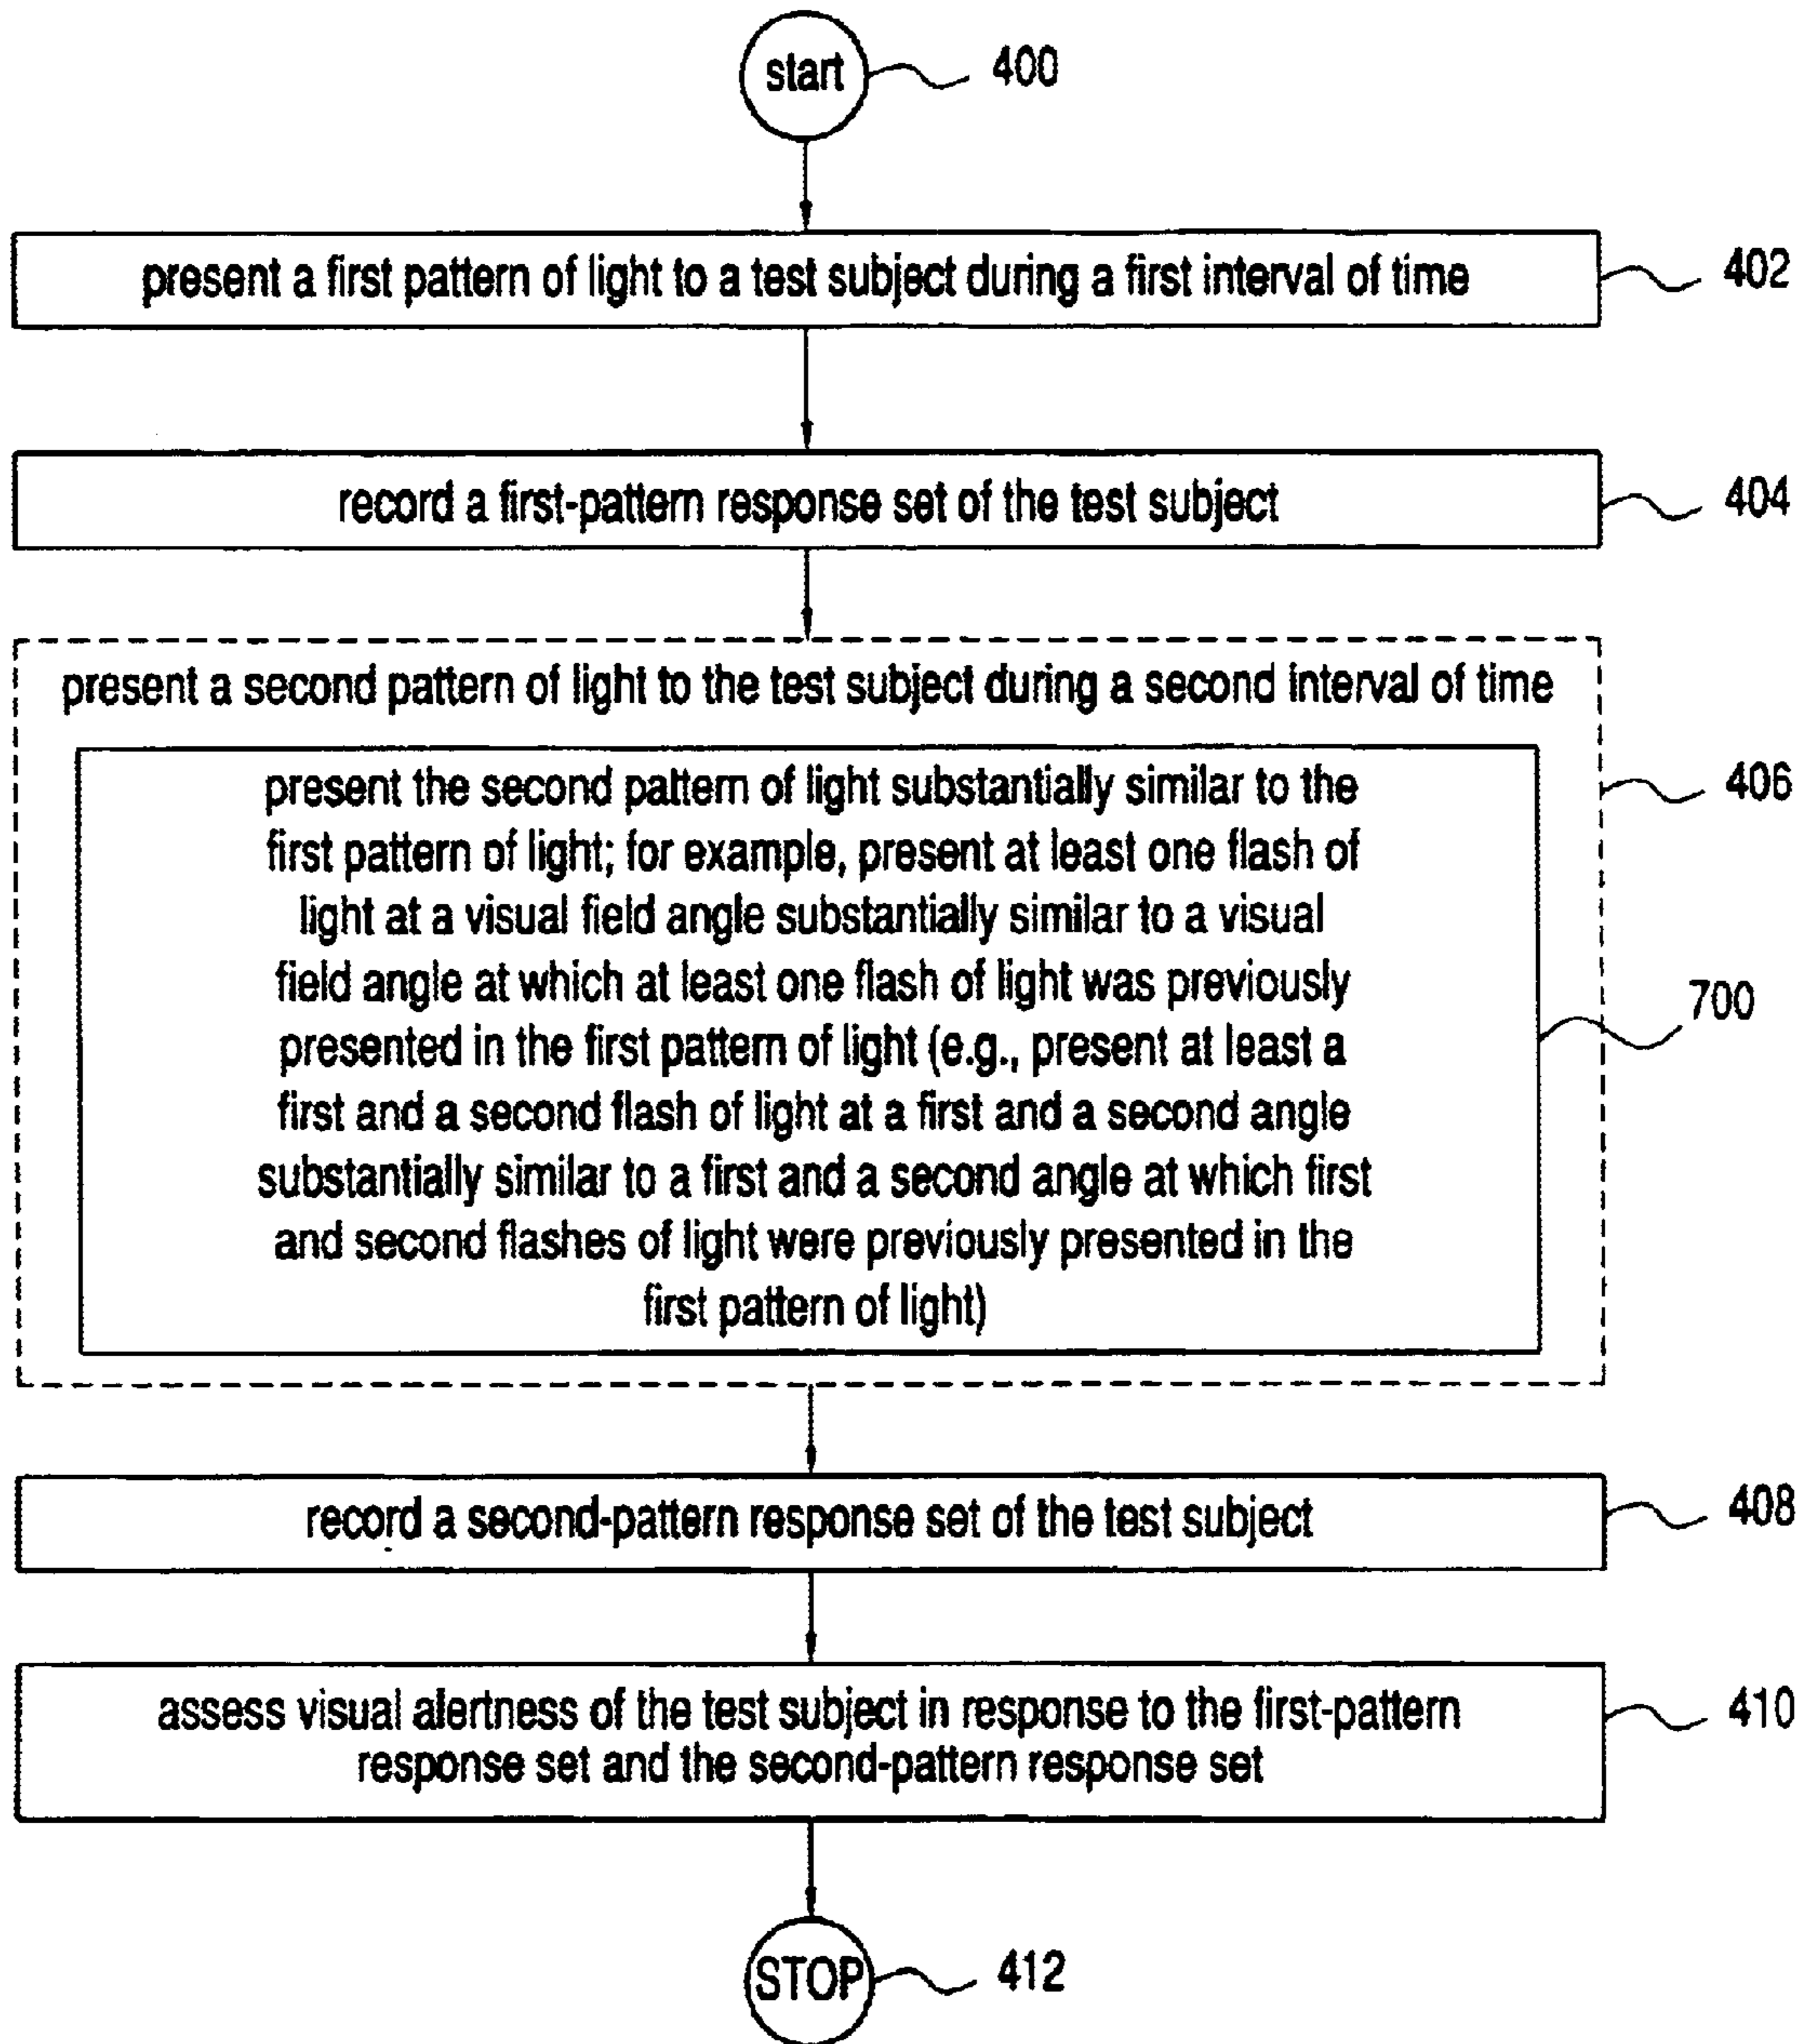 start
400
present a first pattern of light to a test subject during a first interval of time
402
record a first-pattern response set of the test subject
404
present a second pattern of light to the test subject during a second interval of time
406
present the second pattern of light substantially similar to the
first pattern of light; for example, present at least one flash of
light at a visual field angle substantially similar to a visual
field angle at which at least one flash of light was previously
presented in the first pattern of light (e.g., present at least a
first and a second flash of light at a first and a second angle
substantially similar to a first and a second angle at which first
and second flashes of light were previously presented in the
first pattern of light)
700
record a second-pattern response set of the test subject
408
assess visual alertness of the test subject in response to the first-pattern
response set and the second-pattern response set
410
STOP
412